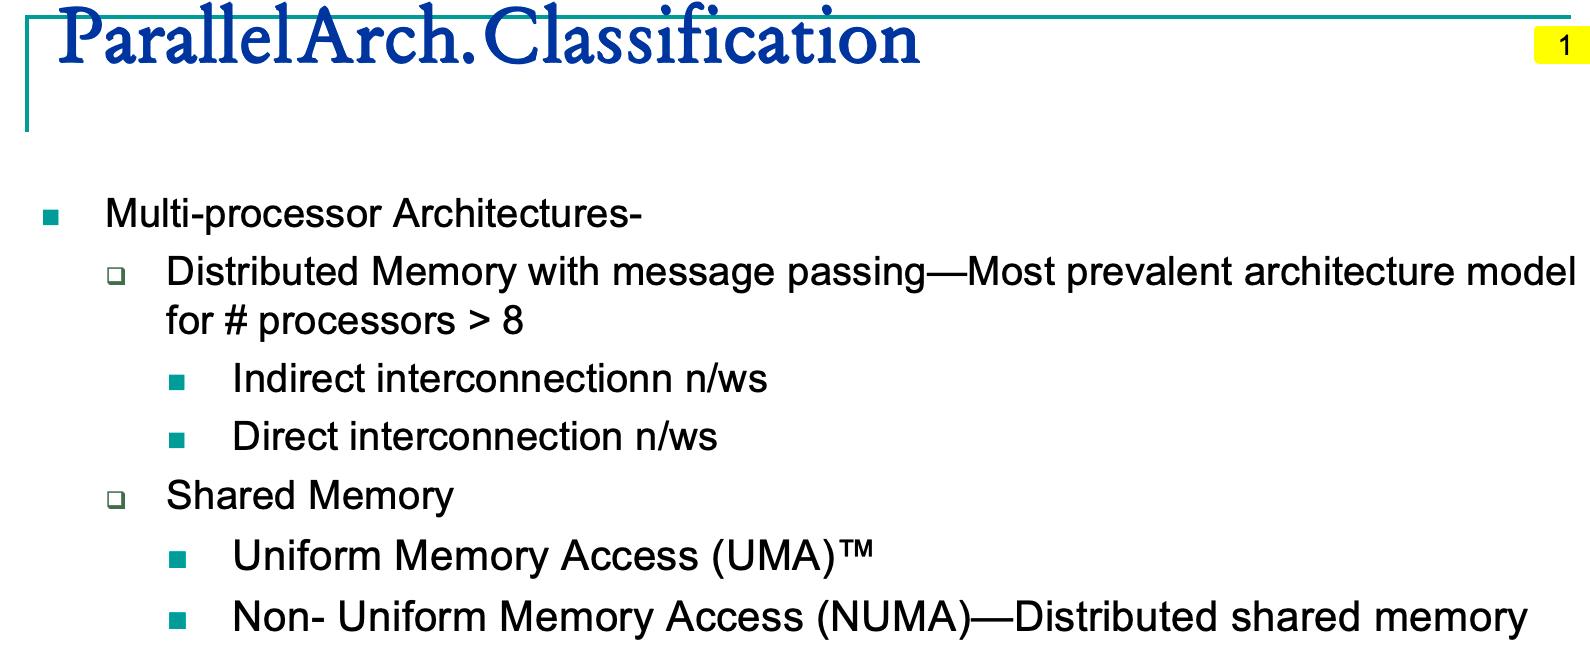 Parallel Arch. Classification
1
Multi-processor Architectures-
Distributed Memory with message passing—Most prevalent architecture model
for # processors > 8
Indirect interconnectionn n/ws
Direct interconnection n/ws
Shared Memory
Uniform Memory Access (UMA)™
Non- Uniform Memory Access (NUMA)—Distributed shared memory